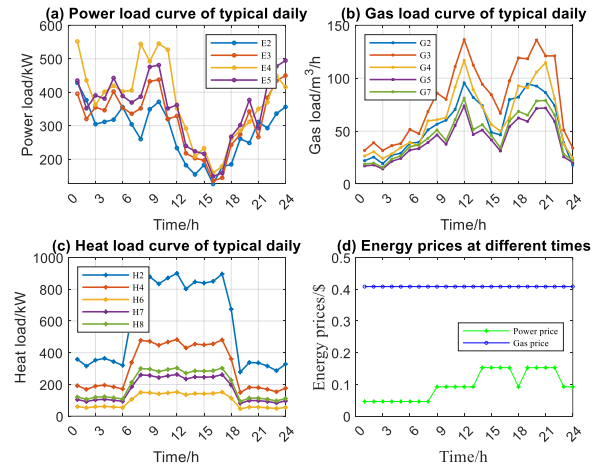 (a) Power load curve of typical daily
600
500
400
300
200
Power load/kW
E2
E3
E4
E5
0
3
6
9
12
15
18
21
24
Time/h
(b) Gas load curve of typical daily
150
100
50
0
Gas load/m³/h
G2
G3
G4
G5
G7
0
3
6
9
12
15
18
21
24
Time/h
(c) Heat load curve of typical daily
1000
800
600
400
200
0
Heat load/kW
H2
H4
H6
H7
H8
0
3
6
9
12
15
18
21
24
Time/h
(d) Energy prices at different times
0.5
0.4
0.3
0.2
0.1
0
Energy prices/$
Power price
Gas price
0
3
6
9
12
15
18
21
24
Time/h